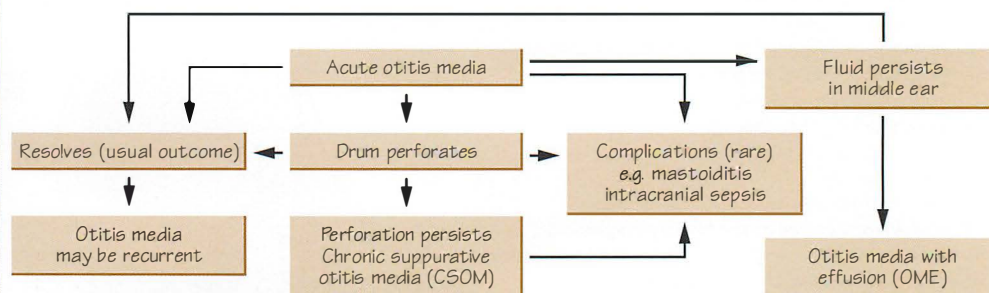 Acute otitis media
Fluid persists
in middle ear
Resolves (usual outcome)
Drum perforates
Complications (rare)
e.g. mastoiditis
intracranial sepsis
Otitis media
may be recurrent
Perforation persists
Chronic suppurative
otitis media (CSOM)
Otitis media with
effusion (OME)